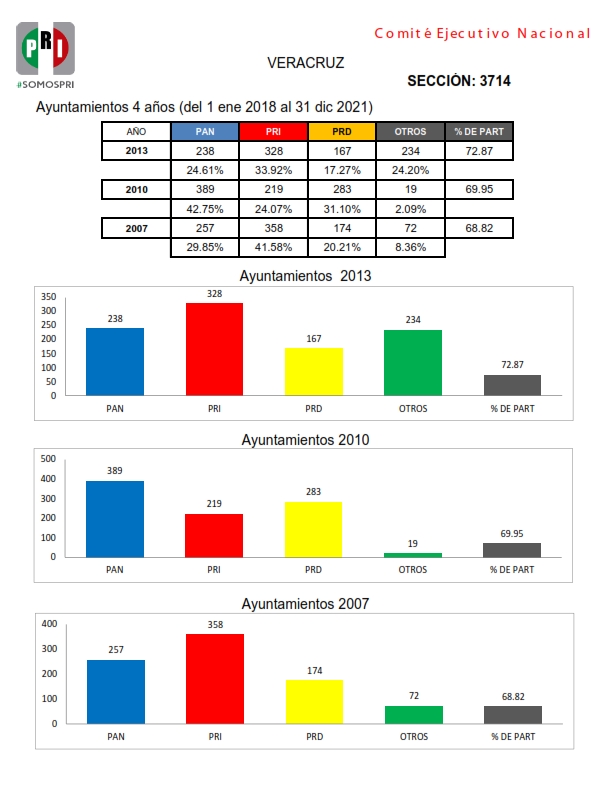 Comité Ejecutivo Nacional
PRI
#SOMOSPRI
VERACRUZ
SECCIÓN: 3714
Ayuntamientos 4 años (del 1 ene 2018 al 31 dic 2021)
AÑO PAN PRI PRD OTROS % DE PART
2013 238 328 167 234 72.87
24.61% 33.92% 17.27% 24.20%
2010 389 219 283 19 69.95
42.75% 24.07% 31.10% 2.09%
2007 257 358 174 72 68.82
29.85% 41.58% 20.21% 8.36%
Ayuntamientos 2013
350
300
250
200
150
100
50
0
238 328 167 234 72.87
PAN PRI PRD OTROS % DE PART
Ayuntamientos 2010
500
400
300
200
100
0
389 219 283 19 69.95
PAN PRI PRD OTROS % DE PART
Ayuntamientos 2007
400
300
200
100
0
257 358 174 72 68.82
PAN PRI PRD OTROS % DE PART